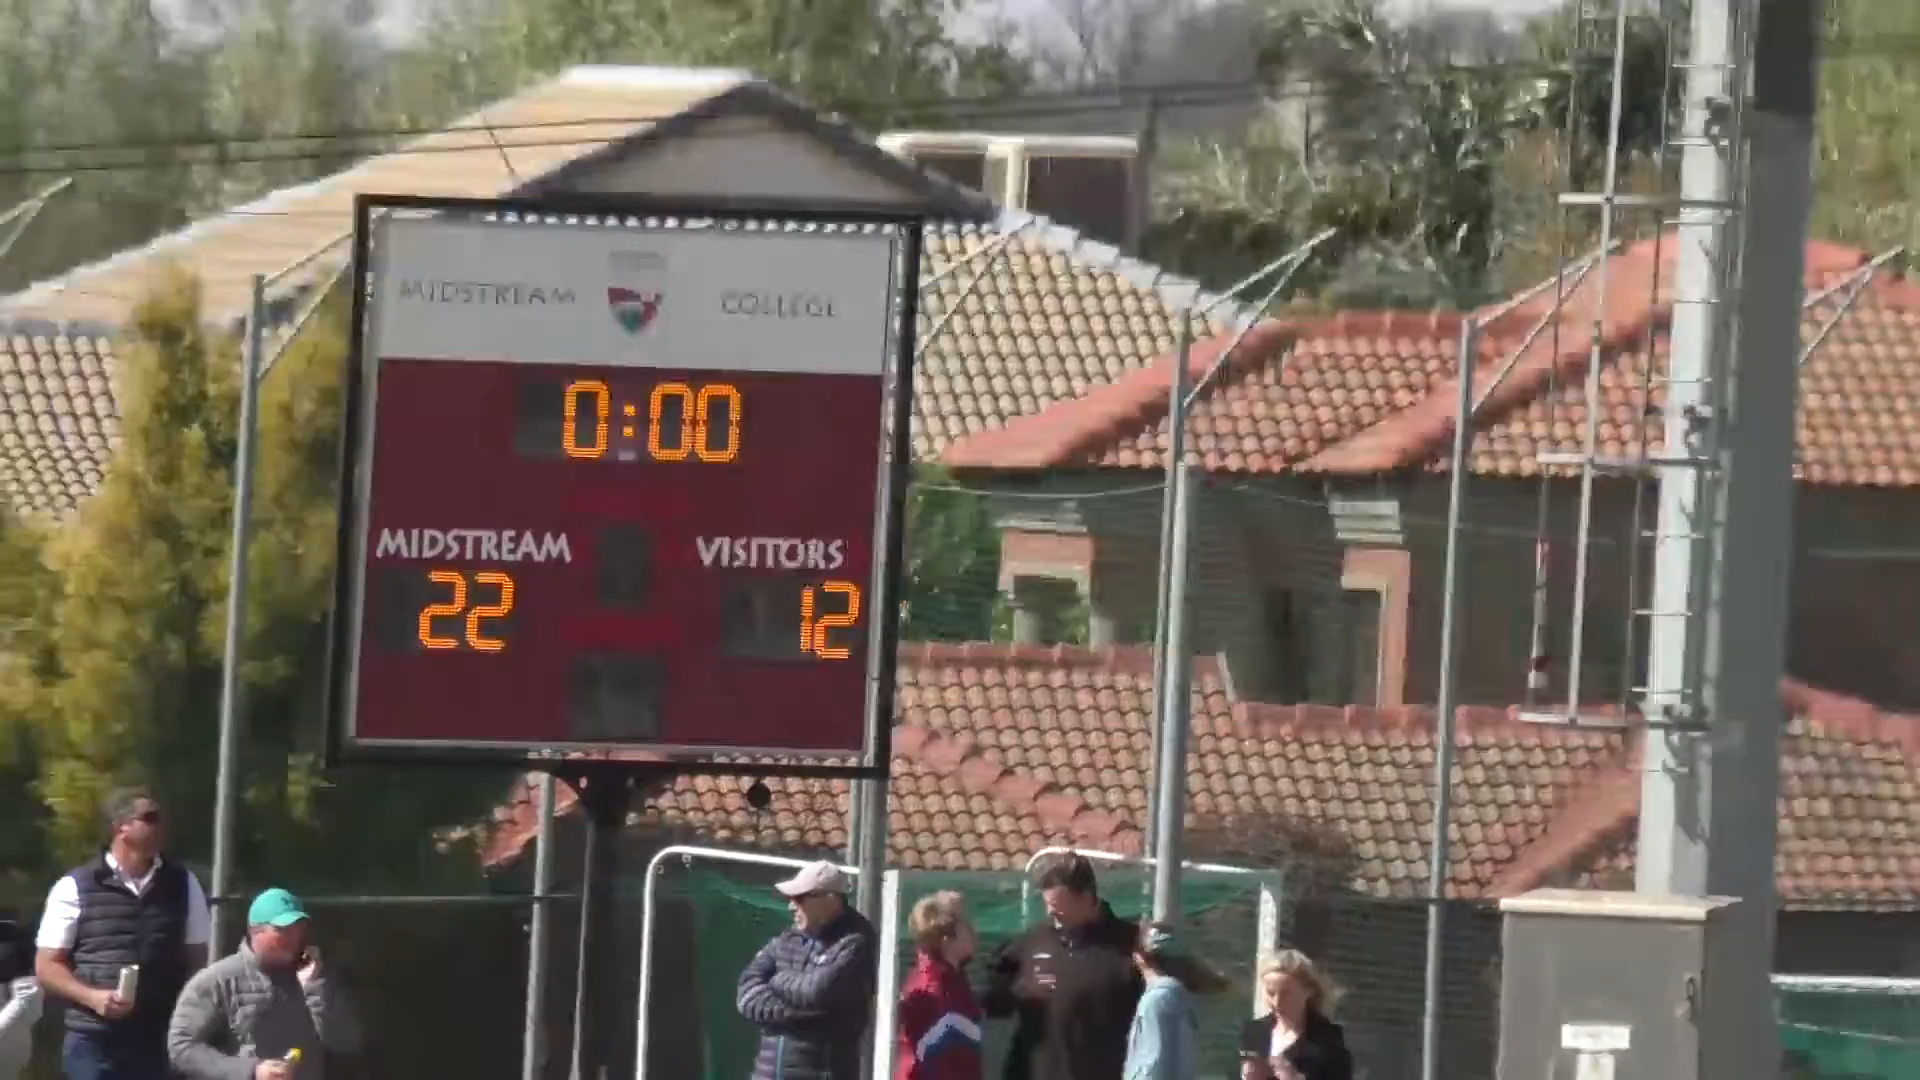 MIDSTREAM COLLEGE
0:00
MIDSTREAM VISITORS
22 12